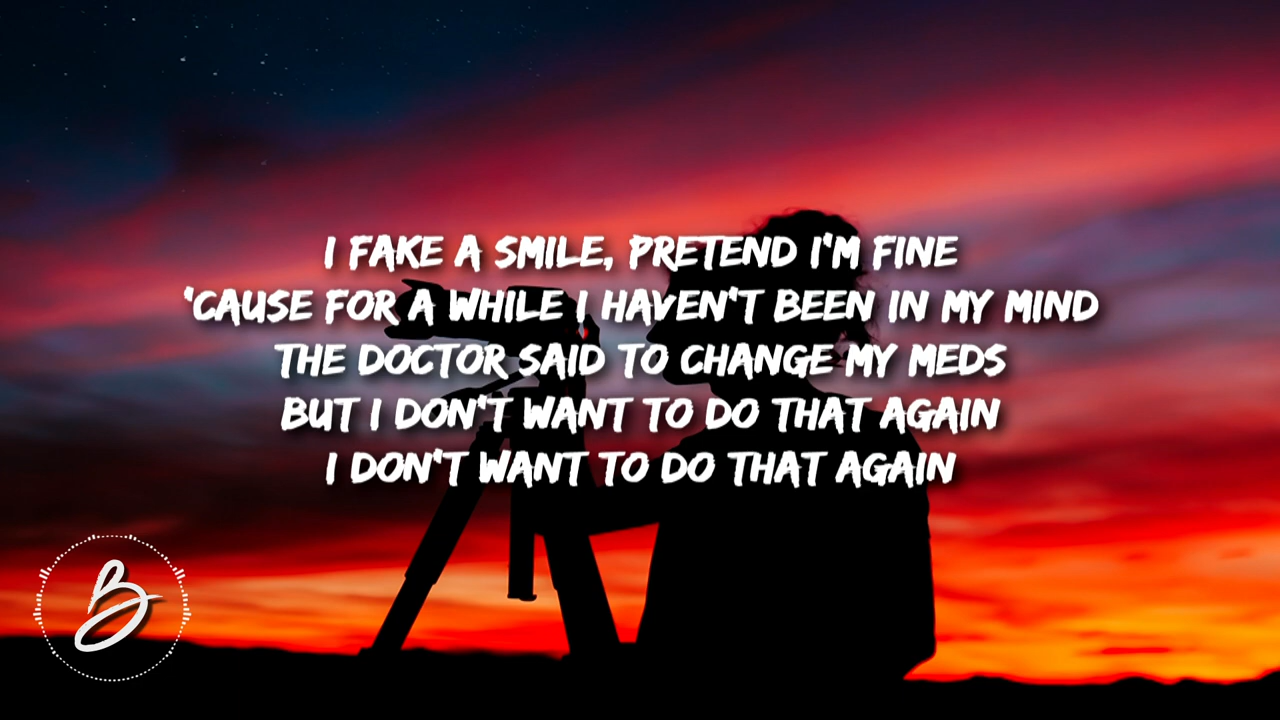 I FAKE A SMILE, PRETEND I'M FINE
'CAUSE FOR A WHILE I HAVEN'T BEEN IN MY MIND
THE DOCTOR SAID TO CHANGE MY MEDS
BUT I DON'T WANT TO DO THAT AGAIN
I DON'T WANT TO DO THAT AGAIN
B